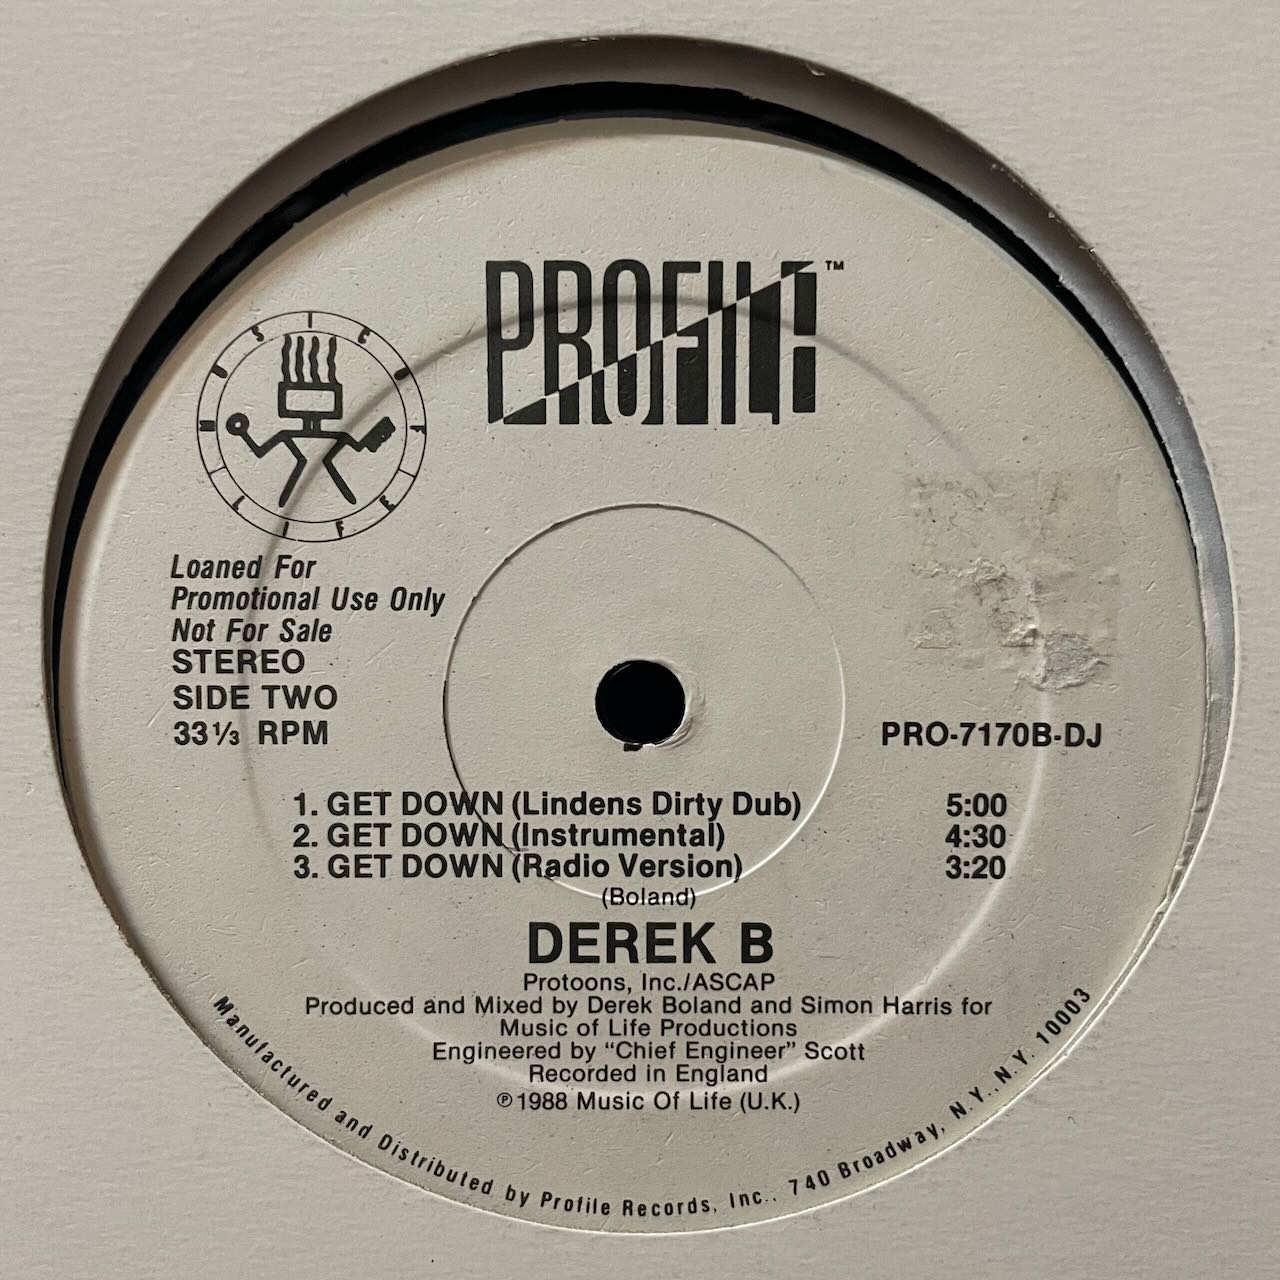 PROFILE™
MUSIC OF LIFE
Loaned For
Promotional Use Only
Not For Sale
STEREO
SIDE TWO
33⅓ RPM
PRO-7170B-DJ
1. GET DOWN (Lindens Dirty Dub) 5:00
2. GET DOWN (Instrumental) 4:30
3. GET DOWN (Radio Version) 3:20
(Boland)
DEREK B
Protoons, Inc./ASCAP
Produced and Mixed by Derek Boland and Simon Harris for
Music of Life Productions
Engineered by “Chief Engineer” Scott
Recorded in England
℗1988 Music Of Life (U.K.)
Manufactured and Distributed by Profile Records, Inc., 740 Broadway, N.Y., N.Y. 10003